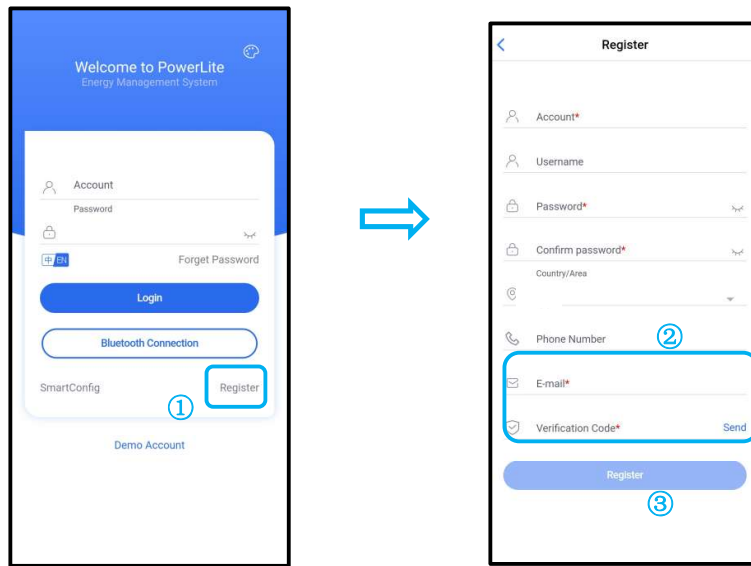 Welcome to PowerLite
Energy Management System
Account
Password
中 EN
Forget Password
Login
Bluetooth Connection
SmartConfig
Register
①
Demo Account
Register
Account*
Username
Password*
Confirm password*
Country/Area
Phone Number
②
E-mail*
Verification Code*
Send
Register
③